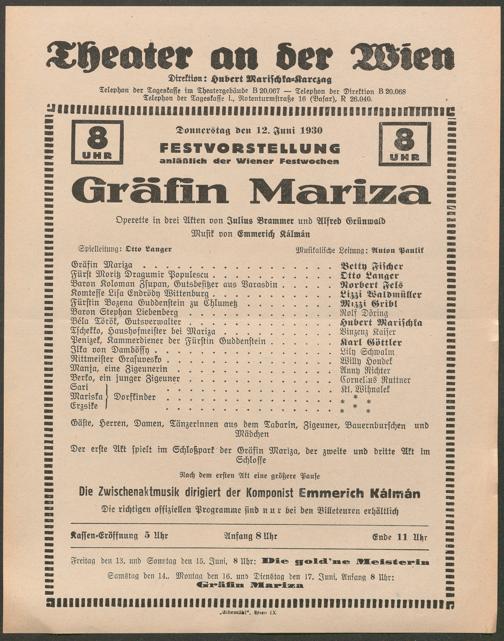 Theater an der Wien
Direktion: Hubert Marischka-Karczag
Telephon der Tageskasse im Theatergebäude B 20.067 — Telephon der Direktion B 20.068
Telephon der Tageskasse I., Rotenturmstraße 16 (Basar), R 26.040.
8 UHR
Donnerstag den 12. Juni 1930
FESTVORSTELLUNG
anläßlich der Wiener Festwochen
8 UHR
Gräfin Mariza
Operette in drei Akten von Julius Brammer und Alfred Grünwald
Musik von Emmerich Kálmán
Spielleitung: Otto Langer Musikalische Leitung: Anton Paulik
Gräfin Mariza . . . Betty Fischer
Fürst Moritz Dragumir Populescu . . . Otto Langer
Baron Koloman Zsupan, Gutsbesitzer aus Varasdin . . . Norbert Fels
Komtesse Lisa Endrödy Wittenburg . . . Lizzi Waldmüller
Fürstin Bozena Guddenstein zu Chlumetz . . . Mizzi Gribl
Baron Stephan Liebenberg . . . Rolf Döring
Béla Török, Gutsverwalter . . . Hubert Marischka
Tschekko, Haushofmeister bei Mariza . . . Vinzenz Kaiser
Penizek, Kammerdiener der Fürstin Guddenstein . . . Karl Göttler
Ilka von Dambössy . . . Lily Schwalm
Rittmeister Grafuvesko . . . Willy Houdek
Manja, eine Zigeunerin . . . Anny Richter
Berko, ein junger Zigeuner . . . Cornelius Kuttner
Sari
Mariska } Dorfkinder
Erzsike
Kl. Wihnalek
* * *
* * *
Gäste, Herren, Damen, Tänzerinnen aus dem Tabarin, Zigeuner, Bauernburschen und
Mädchen
Der erste Akt spielt im Schloßpark der Gräfin Mariza, der zweite und dritte Akt im
Schlosse
Nach dem ersten Akt eine größere Pause
Die Zwischenaktmusik dirigiert der Komponist Emmerich Kálmán
Die richtigen offiziellen Programme sind nur bei den Billeteuren erhältlich
Kassen-Eröffnung 5 Uhr Anfang 8 Uhr Ende 11 Uhr
Freitag den 13. und Sonntag den 15. Juni, 8 Uhr: Die gold'ne Meisterin
Samstag den 14., Montag den 16. und Dienstag den 17. Juni, Anfang 8 Uhr:
Gräfin Mariza
Wien IX.